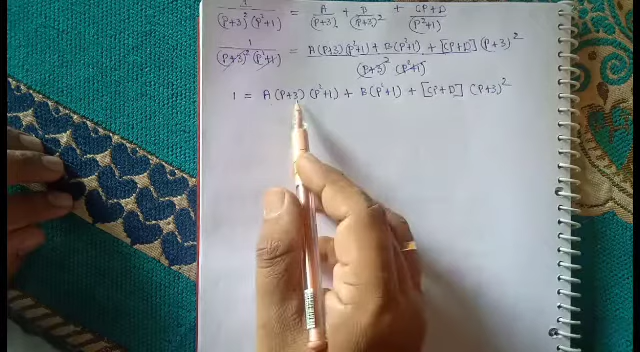 1/(P+3)²(P²+1) = A/(P+3) + B/(P+3)² + CP+D/(P²+1)
1/(P+3)²(P²+1) = A(P+3)(P²+1) + B(P²+1) + [CP+D](P+3)²/(P+3)²(P²+1)
1 = A(P+3)(P²+1) + B(P²+1) + [CP+D](P+3)²